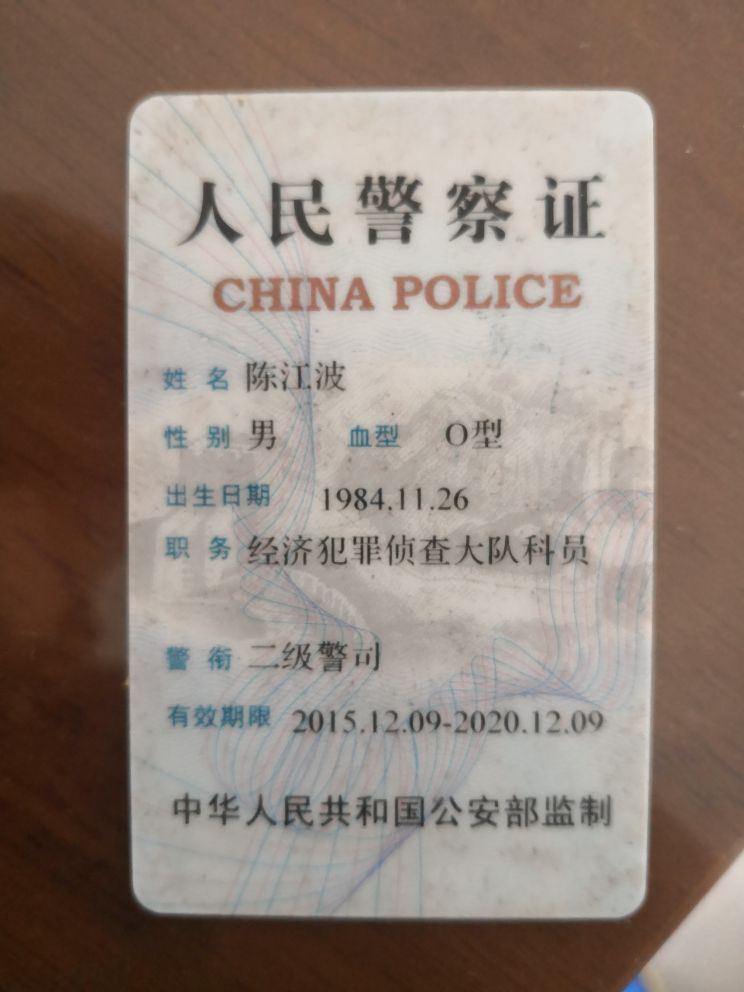 人民警察证
CHINA POLICE
姓 名 陈江波
性 别 男 血型 O型
出生日期 1984.11.26
职 务 经济犯罪侦查大队科员
警 衔 二级警司
有效期限 2015.12.09-2020.12.09
中华人民共和国公安部监制